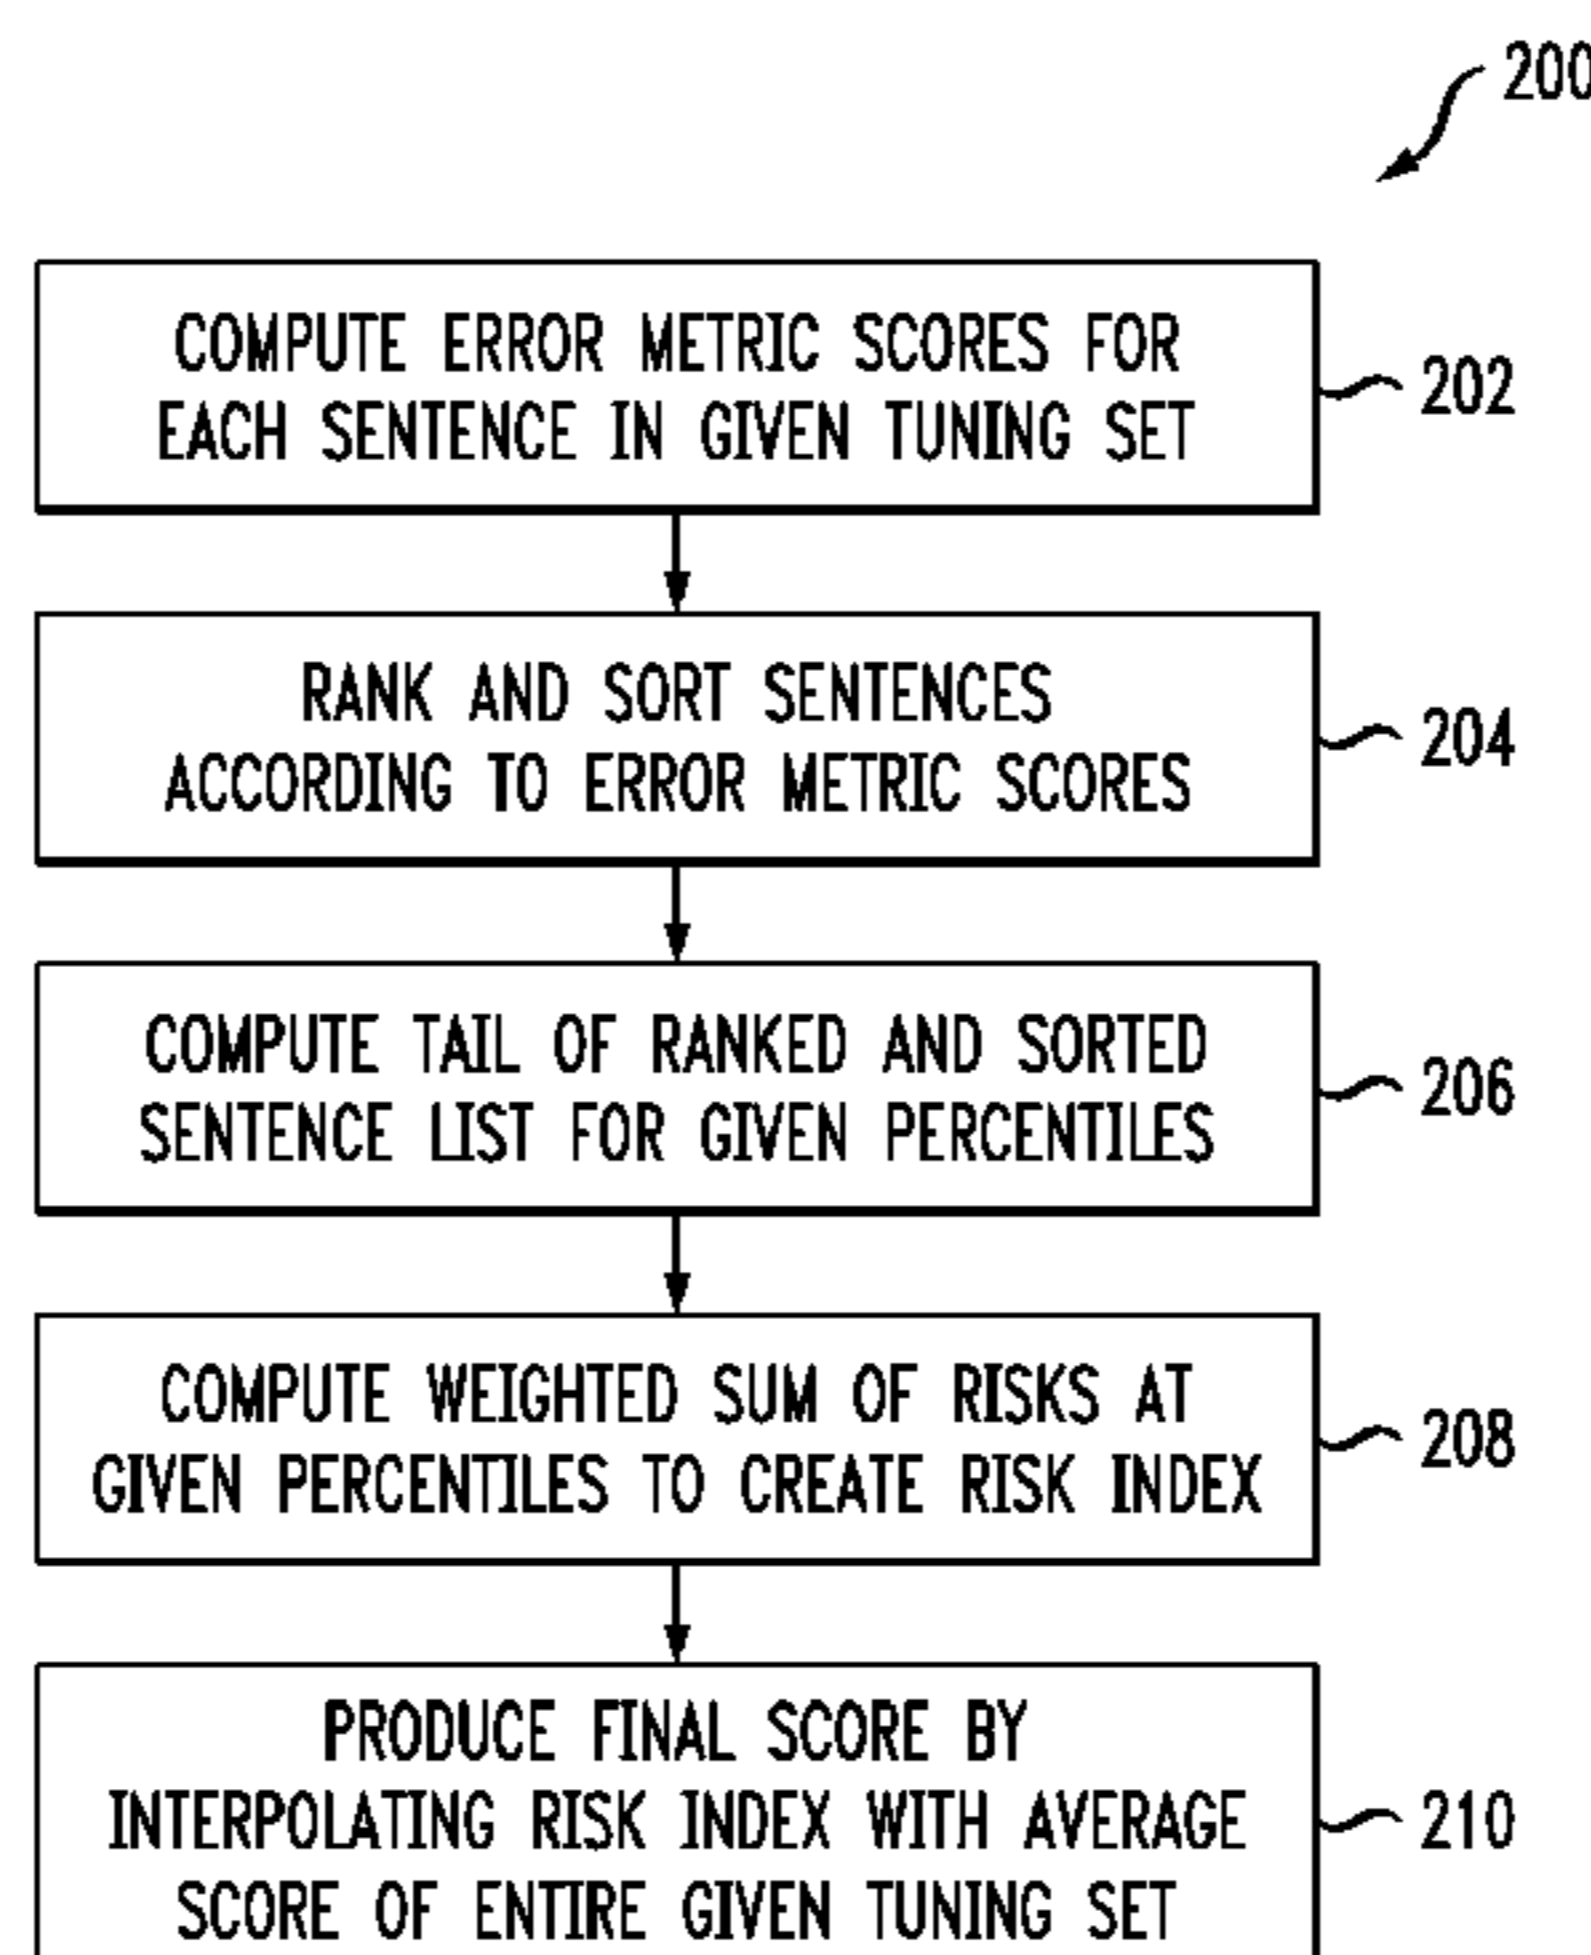 200
COMPUTE ERROR METRIC SCORES FOR
EACH SENTENCE IN GIVEN TUNING SET
202
RANK AND SORT SENTENCES
ACCORDING TO ERROR METRIC SCORES
204
COMPUTE TAIL OF RANKED AND SORTED
SENTENCE LIST FOR GIVEN PERCENTILES
206
COMPUTE WEIGHTED SUM OF RISKS AT
GIVEN PERCENTILES TO CREATE RISK INDEX
208
PRODUCE FINAL SCORE BY
INTERPOLATING RISK INDEX WITH AVERAGE
SCORE OF ENTIRE GIVEN TUNING SET
210